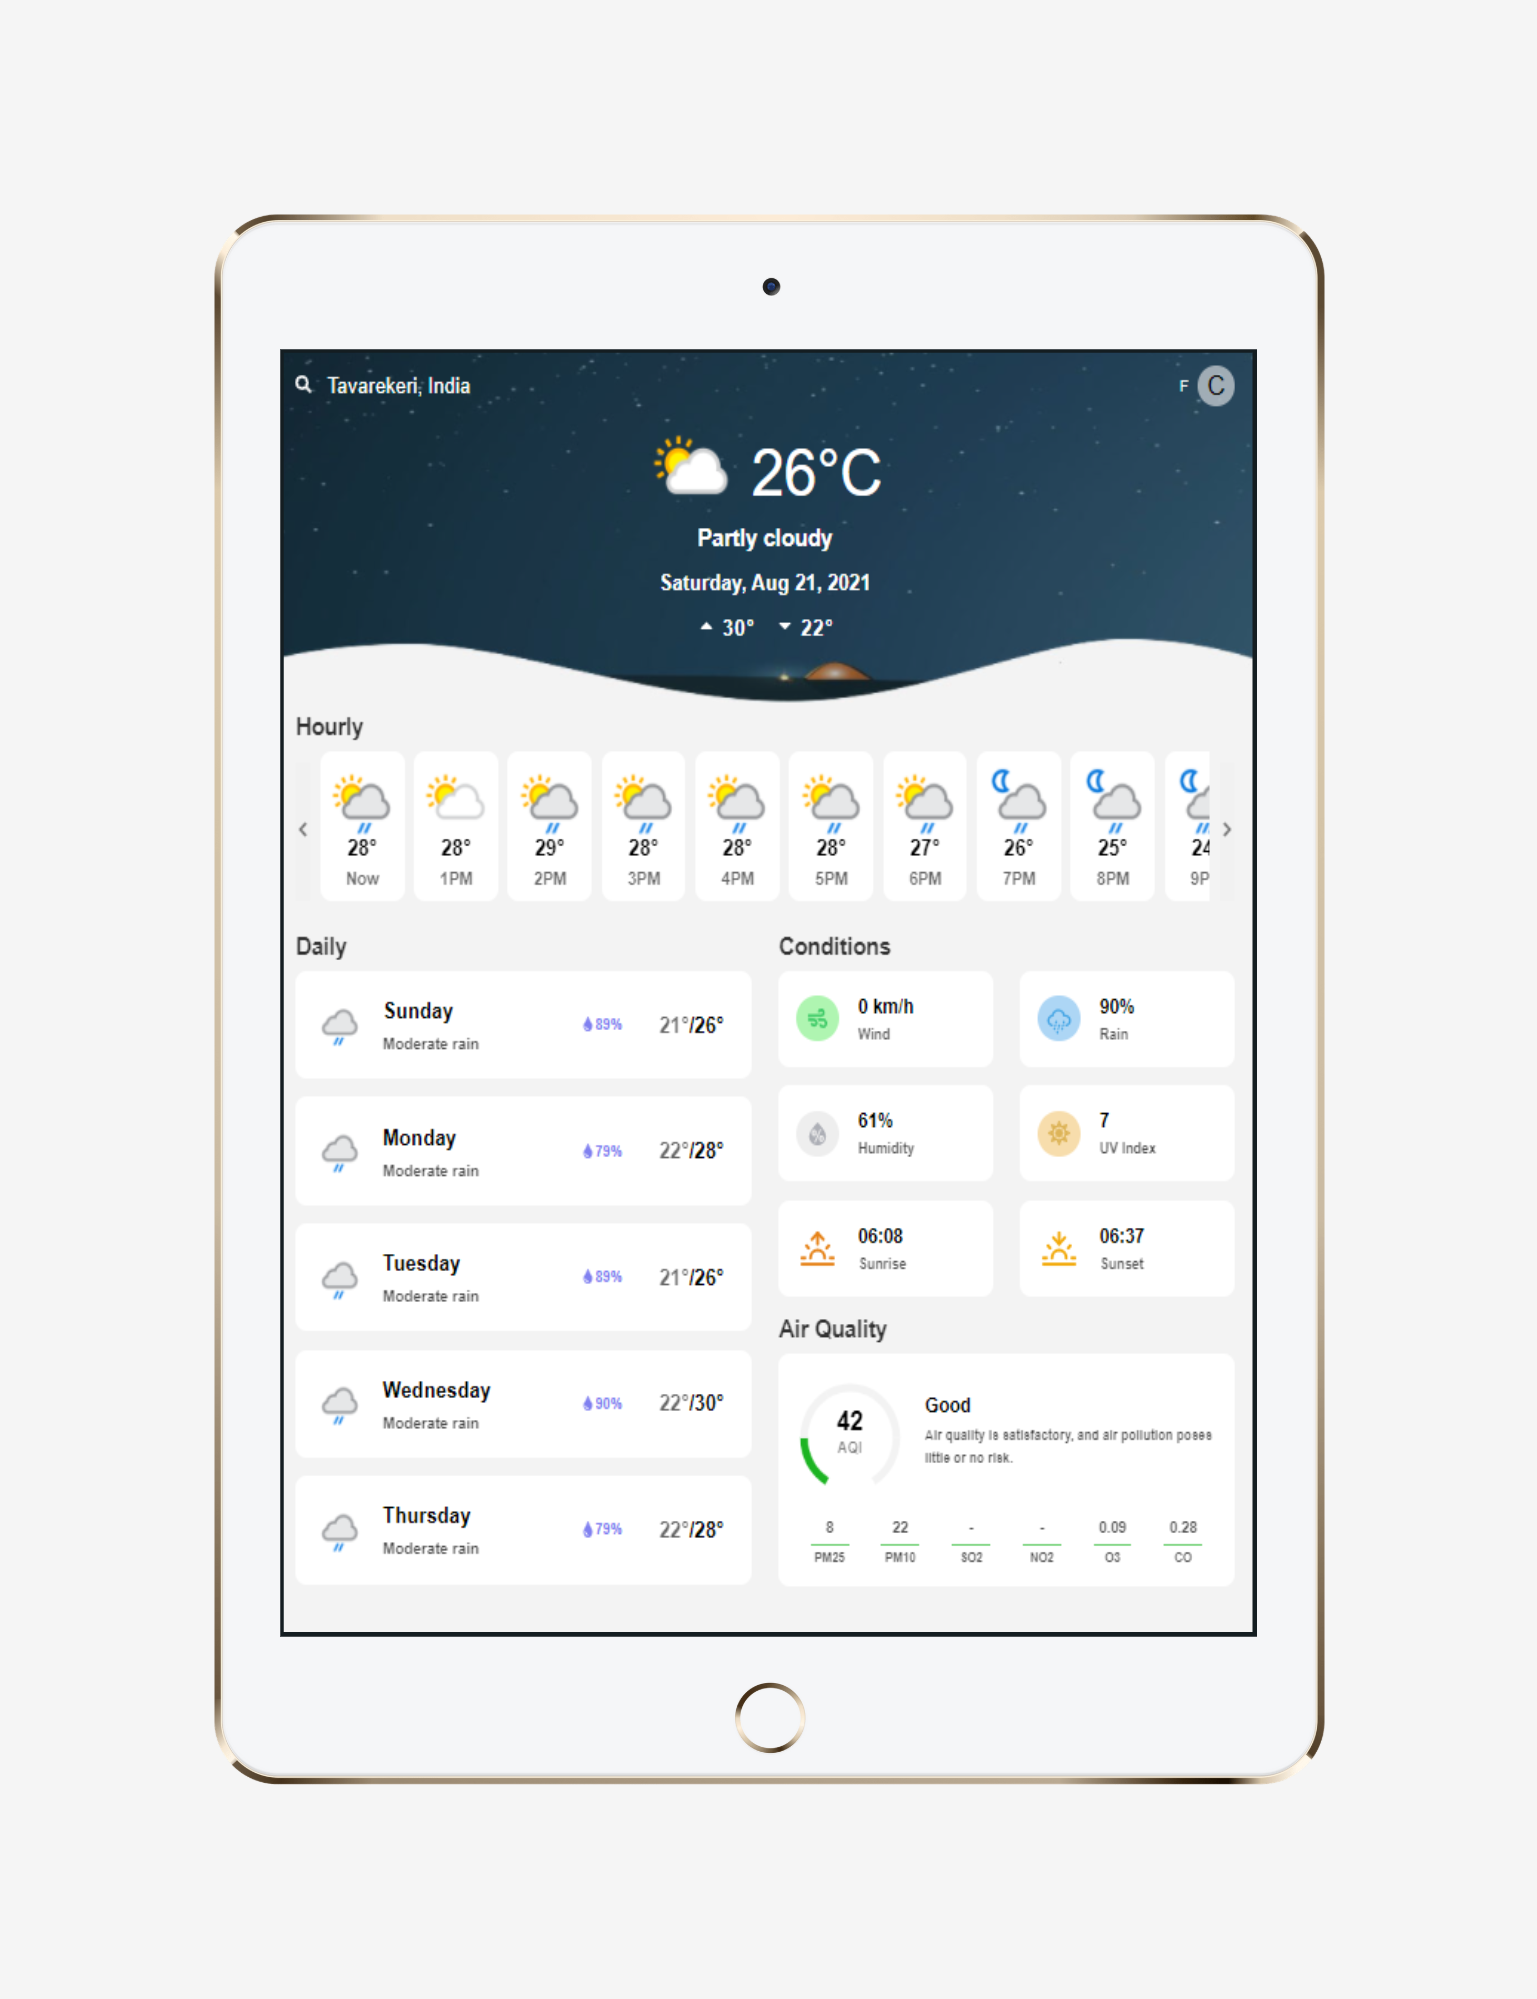 Tavarekeri, India
F C
26°C
Partly cloudy
Saturday, Aug 21, 2021
30° 22°
Hourly
28° 28° 29° 28° 28° 28° 27° 26° 25° 24
Now 1PM 2PM 3PM 4PM 5PM 6PM 7PM 8PM 9P
Daily
Sunday
Moderate rain
89%
21°/26°
Monday
Moderate rain
79%
22°/28°
Tuesday
Moderate rain
89%
21°/26°
Wednesday
Moderate rain
90%
22°/30°
Thursday
Moderate rain
79%
22°/28°
Conditions
0 km/h
Wind
90%
Rain
61%
Humidity
7
UV Index
06:08
Sunrise
06:37
Sunset
Air Quality
42
AQI
Good
Air quality is satisfactory, and air pollution poses
little or no risk.
8 22 - - 0.09 0.28
PM25 PM10 SO2 NO2 O3 CO